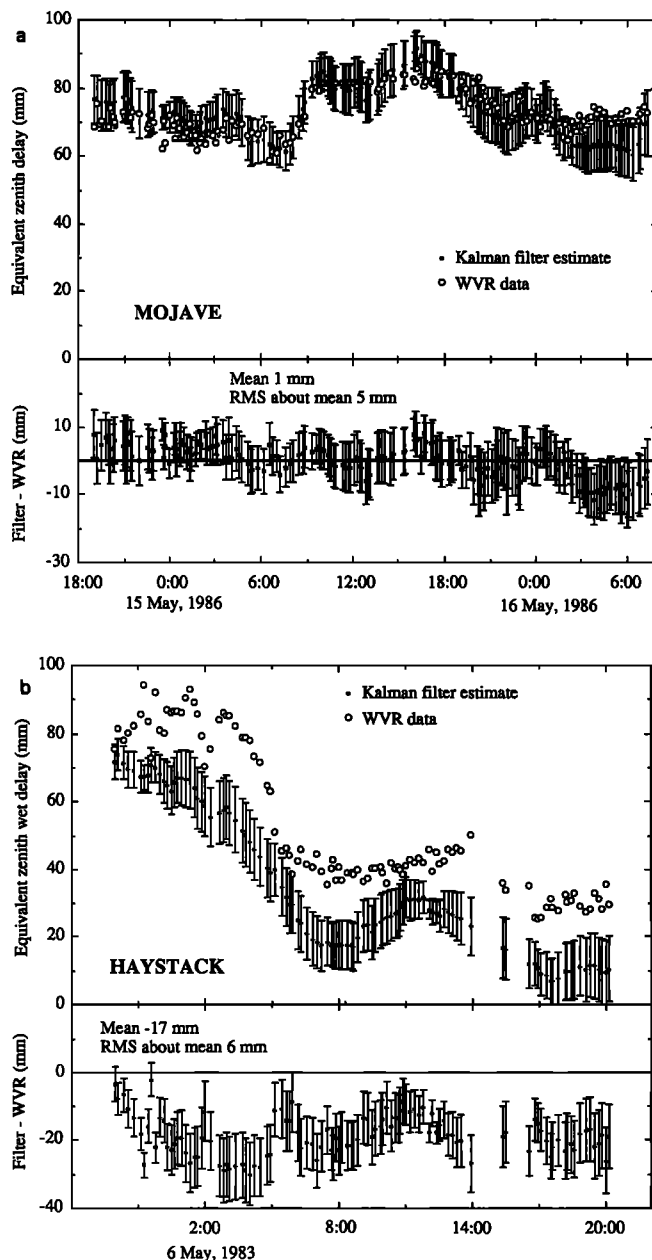 a
100
80
60
40
20
0
Equivalent zenith delay (mm)
Kalman filter estimate
WVR data
MOJAVE
Mean 1 mm
RMS about mean 5 mm
10
-10
-30
Filter - WVR (mm)
18:00 0:00 6:00 12:00 18:00 0:00 6:00
15 May, 1986 16 May, 1986
b
100
80
60
40
20
0
Equivalent zenith wet delay (mm)
Kalman filter estimate
WVR data
HAYSTACK
Mean -17 mm
RMS about mean 6 mm
0
-20
-40
Filter - WVR (mm)
2:00 8:00 14:00 20:00
6 May, 1983